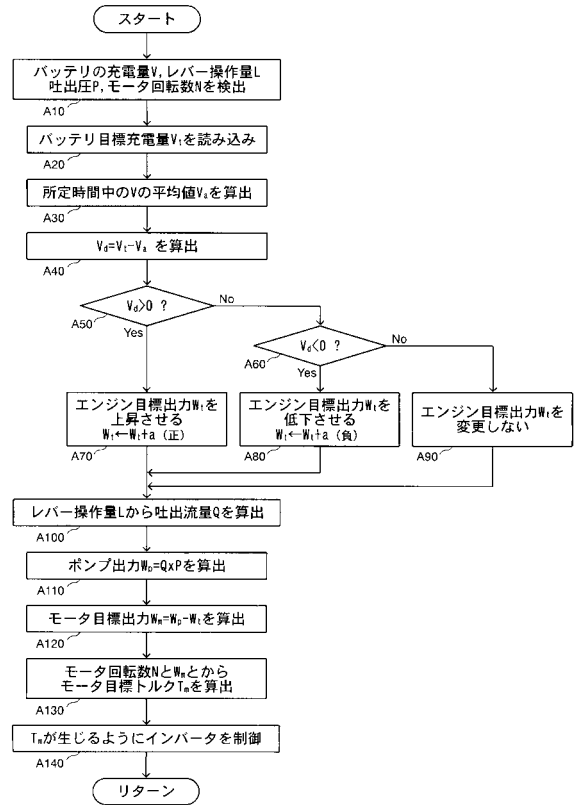 スタート
バッテリの充電量V,レバー操作量L
吐出圧P,モータ回転数Nを検出
A10
バッテリ目標充電量Vtを読み込み
A20
所定時間中のVの平均値Vaを算出
A30
Vd=Vt-Va を算出
A40
Vd>0 ?
No
A50
Yes
Vd<0 ?
No
A60
Yes
エンジン目標出力Wtを
上昇させる
Wt←Wt+a (正)
A70
エンジン目標出力Wtを
低下させる
Wt←Wt+a (負)
A80
エンジン目標出力Wtを
変更しない
A90
レバー操作量Lから吐出流量Qを算出
A100
ポンプ出力Wp=QxPを算出
A110
モータ目標出力Wm=Wp-Wtを算出
A120
モータ回転数NとWmとから
モータ目標トルクTmを算出
A130
Tmが生じるようにインバータを制御
A140
リターン